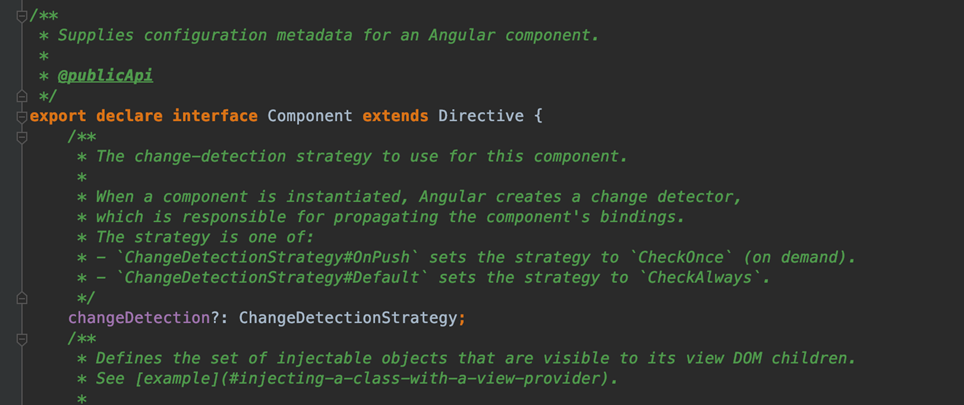 /**
 * Supplies configuration metadata for an Angular component.
 *
 * @publicApi
 */
export declare interface Component extends Directive {
    /**
     * The change-detection strategy to use for this component.
     *
     * When a component is instantiated, Angular creates a change detector,
     * which is responsible for propagating the component's bindings.
     * The strategy is one of:
     * - `ChangeDetectionStrategy#OnPush` sets the strategy to `CheckOnce` (on demand).
     * - `ChangeDetectionStrategy#Default` sets the strategy to `CheckAlways`.
     */
    changeDetection?: ChangeDetectionStrategy;
    /**
     * Defines the set of injectable objects that are visible to its view DOM children.
     * See [example](#injecting-a-class-with-a-view-provider).
     *